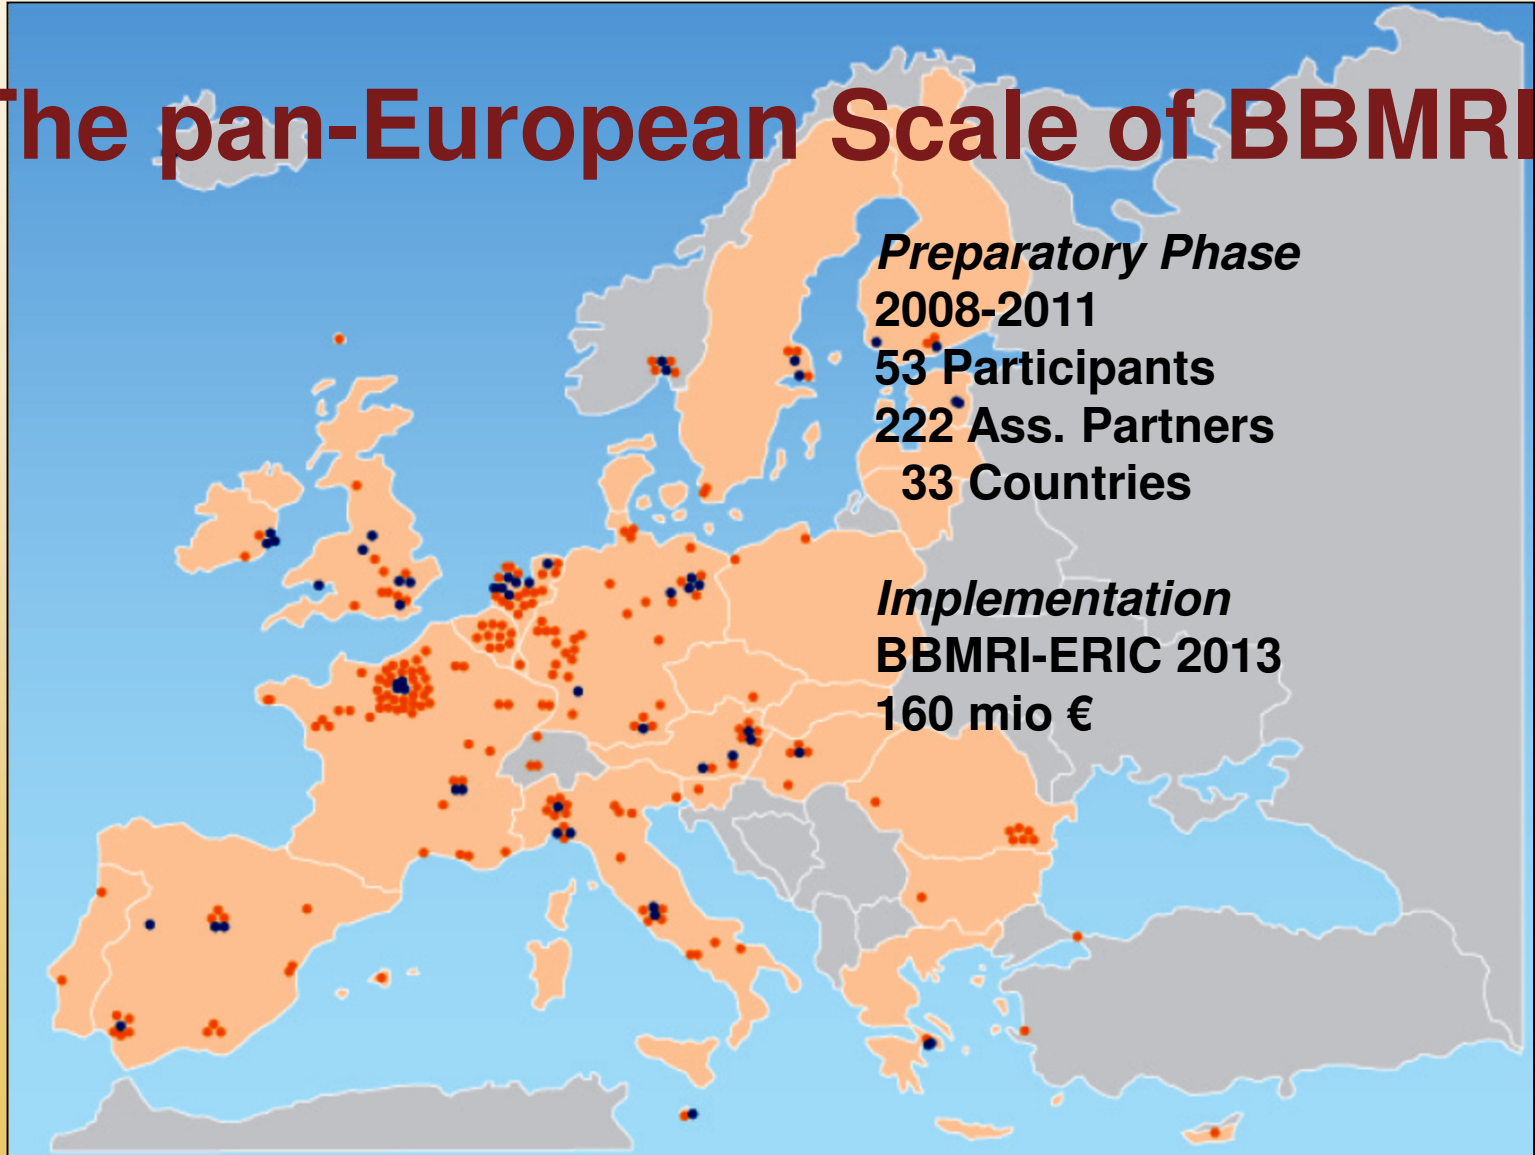 The pan-European Scale of BBMRI
Preparatory Phase
2008-2011
53 Participants
222 Ass. Partners
33 Countries
Implementation
BBMRI-ERIC 2013
160 mio €